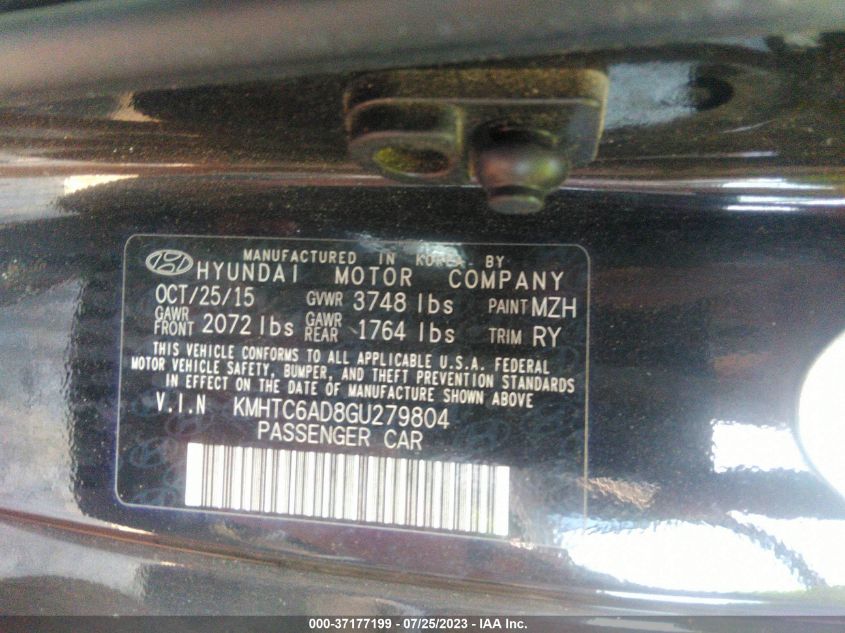 MANUFACTURED IN KOREA BY
HYUNDAI MOTOR COMPANY
OCT/25/15 GVWR 3748 lbs PAINT MZH
GAWR FRONT 2072 lbs GAWR REAR 1764 lbs TRIM RY
THIS VEHICLE CONFORMS TO ALL APPLICABLE U.S.A. FEDERAL
MOTOR VEHICLE SAFETY, BUMPER, AND THEFT PREVENTION STANDARDS
IN EFFECT ON THE DATE OF MANUFACTURE SHOWN ABOVE
V.I.N KMHTC6AD8GU279804
PASSENGER CAR
000-37177199 - 07/25/2023 - IAA Inc.